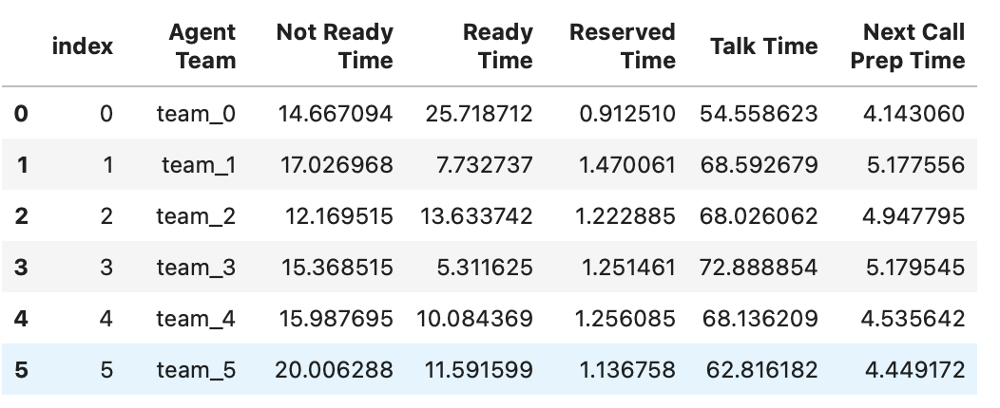 index Agent Team Not Ready Time Ready Time Reserved Time Talk Time Next Call Prep Time
0 0 team_0 14.667094 25.718712 0.912510 54.558623 4.143060
1 1 team_1 17.026968 7.732737 1.470061 68.592679 5.177556
2 2 team_2 12.169515 13.633742 1.222885 68.026062 4.947795
3 3 team_3 15.368515 5.311625 1.251461 72.888854 5.179545
4 4 team_4 15.987695 10.084369 1.256085 68.136209 4.535642
5 5 team_5 20.006288 11.591599 1.136758 62.816182 4.449172